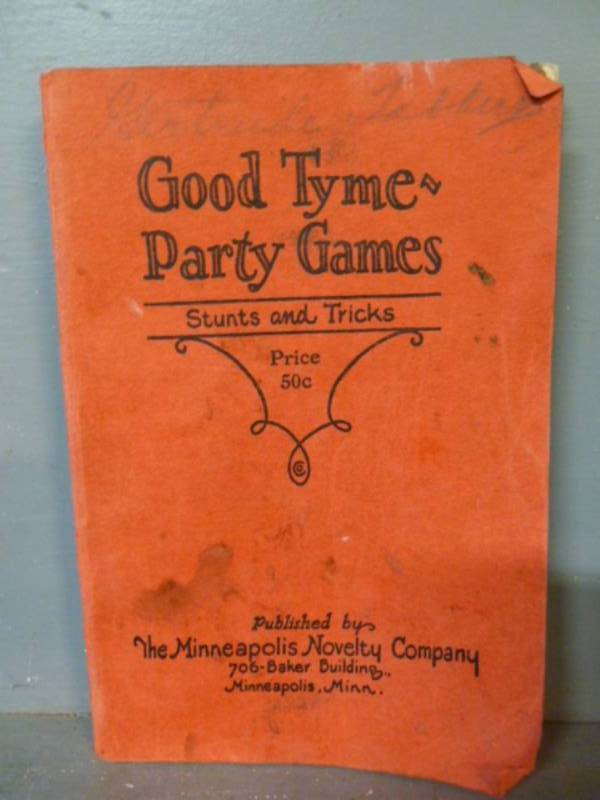 Gertrude
Good Tyme~
Party Games
Stunts and Tricks
Price
50c
Published by
The Minneapolis Novelty Company
706-Baker Building.,
Minneapolis, Minn.